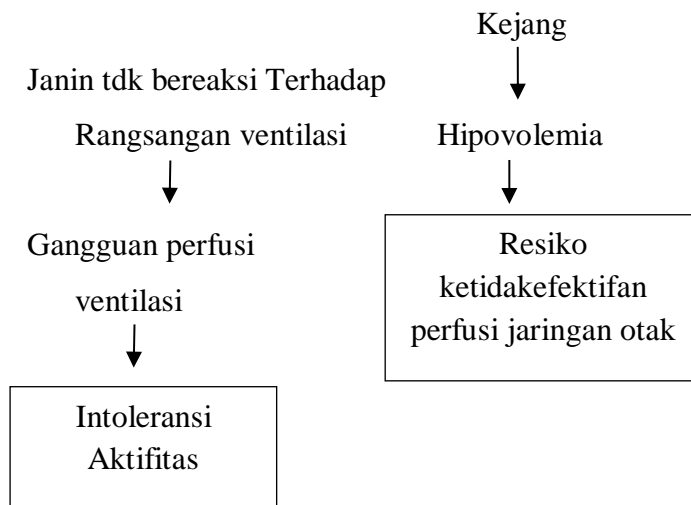 Kejang
Janin tdk bereaksi Terhadap
Rangsangan ventilasi
Hipovolemia
Gangguan perfusi
ventilasi
Resiko
ketidakefektifan
perfusi jaringan otak
Intoleransi
Aktifitas